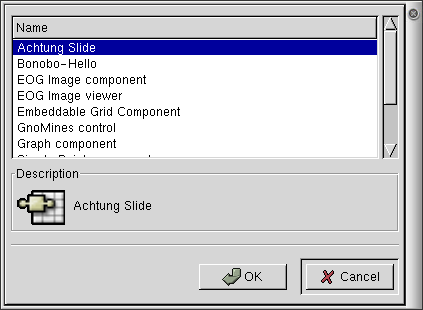 Name
Achtung Slide
Bonobo-Hello
EOG Image component
EOG Image viewer
Embeddable Grid Component
GnoMines control
Graph component
Description
Achtung Slide
OK
Cancel